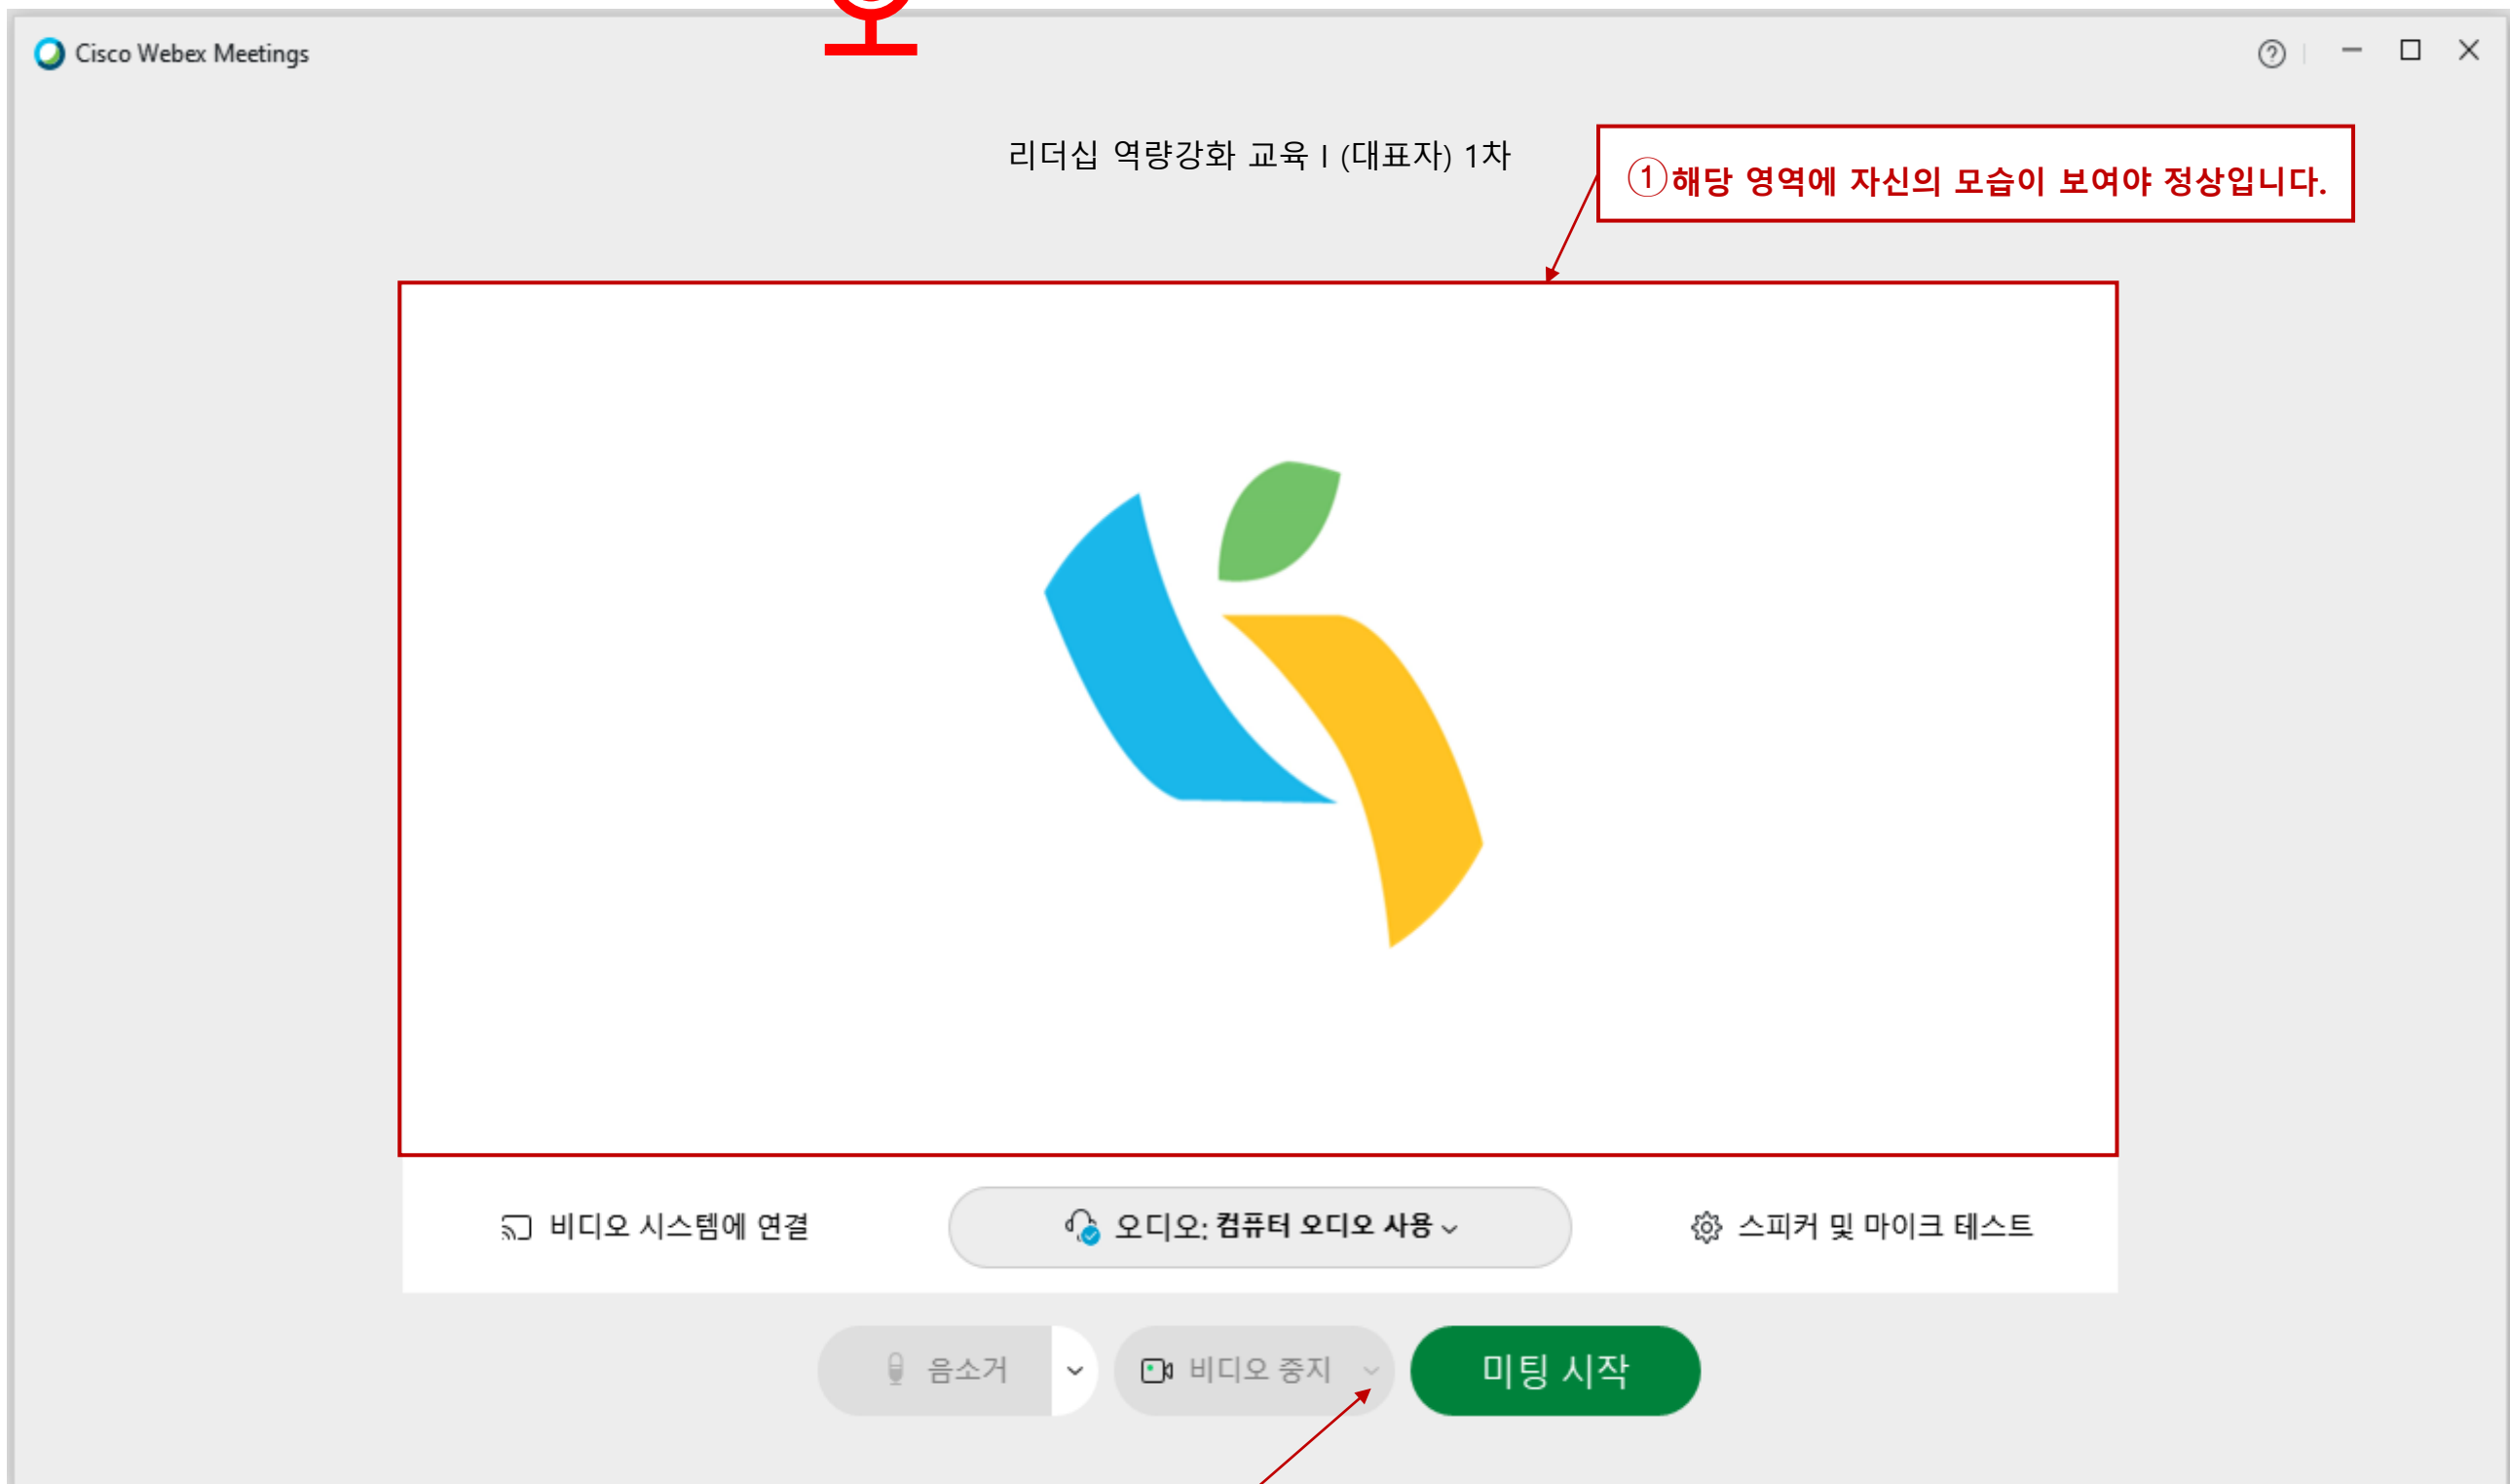 Cisco Webex Meetings
리더십 역량강화 교육 I (대표자) 1차
①해당 영역에 자신의 모습이 보여야 정상입니다.
비디오 시스템에 연결
오디오: 컴퓨터 오디오 사용
스피커 및 마이크 테스트
음소거
비디오 중지
미팅 시작